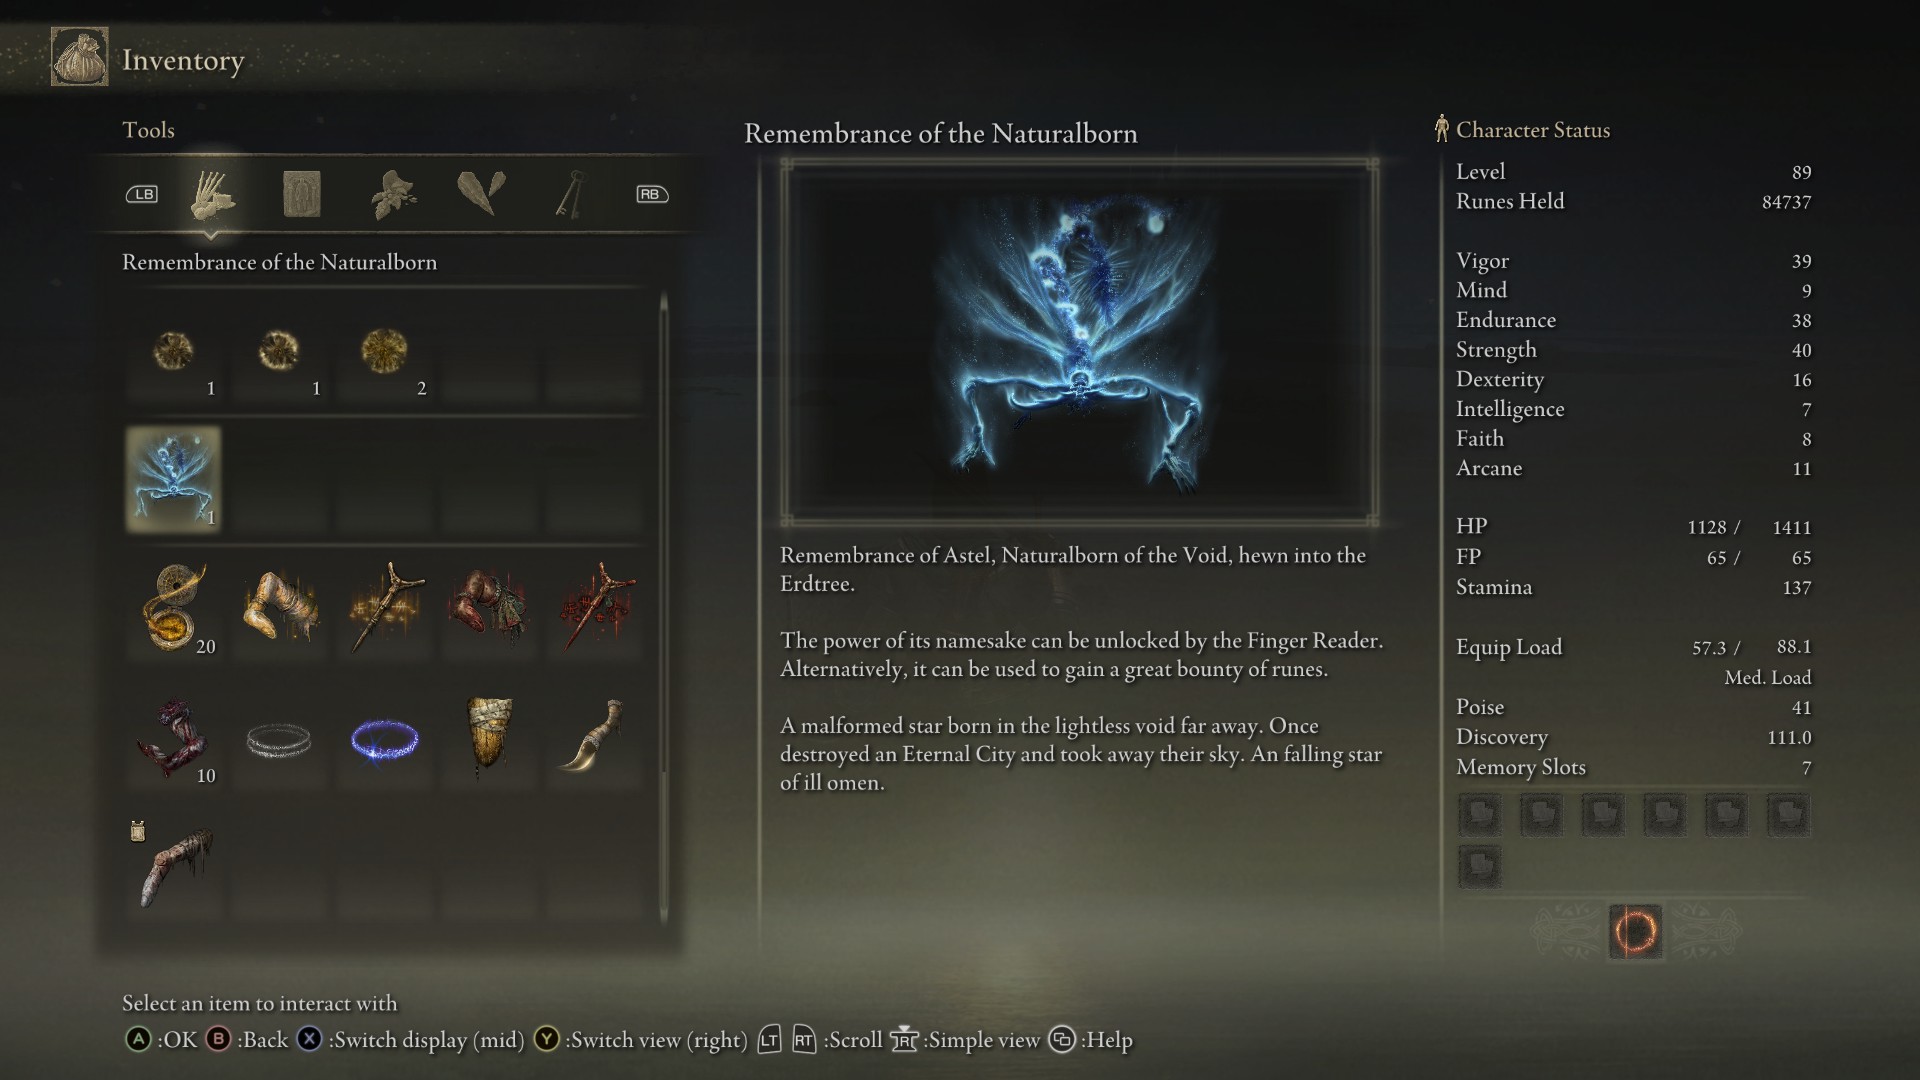 Inventory
Tools
LB
RB
Remembrance of the Naturalborn
1
1
2
1
20
10
Remembrance of the Naturalborn
Remembrance of Astel, Naturalborn of the Void, hewn into the
Erdtree.
The power of its namesake can be unlocked by the Finger Reader.
Alternatively, it can be used to gain a great bounty of runes.
A malformed star born in the lightless void far away. Once
destroyed an Eternal City and took away their sky. An falling star
of ill omen.
Character Status
Level 89
Runes Held 84737
Vigor 39
Mind 9
Endurance 38
Strength 40
Dexterity 16
Intelligence 7
Faith 8
Arcane 11
HP 1128 / 1411
FP 65 / 65
Stamina 137
Equip Load 57.3 / 88.1
Med. Load
Poise 41
Discovery 111.0
Memory Slots 7
Select an item to interact with
A :OK B :Back X :Switch display (mid) Y :Switch view (right) LT RT :Scroll R :Simple view :Help